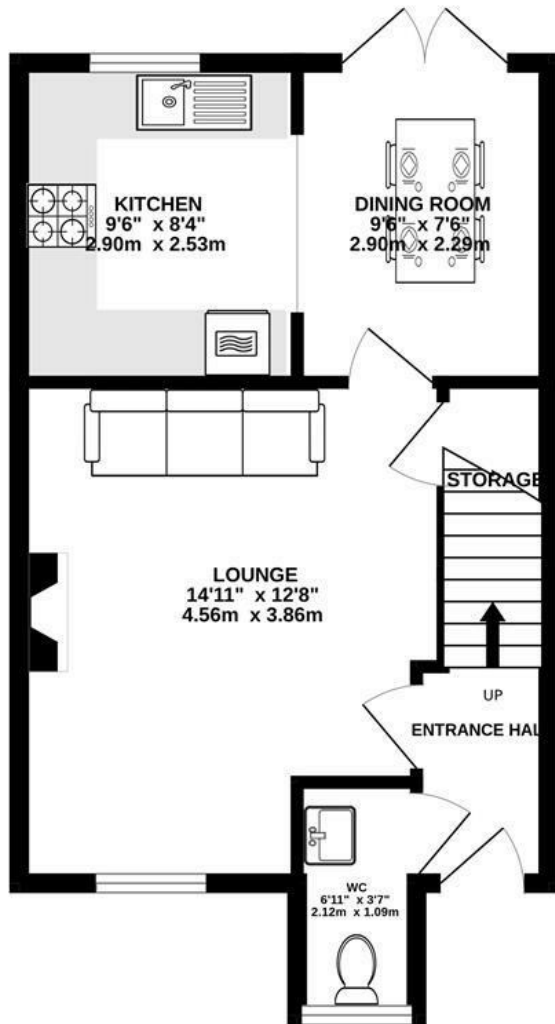 KITCHEN
9'6" x 8'4"
2.90m x 2.53m
DINING ROOM
9'6" x 7'6"
2.90m x 2.29m
STORAGE
LOUNGE
14'11" x 12'8"
4.56m x 3.86m
UP
ENTRANCE HALL
WC
6'11" x 3'7"
2.12m x 1.09m